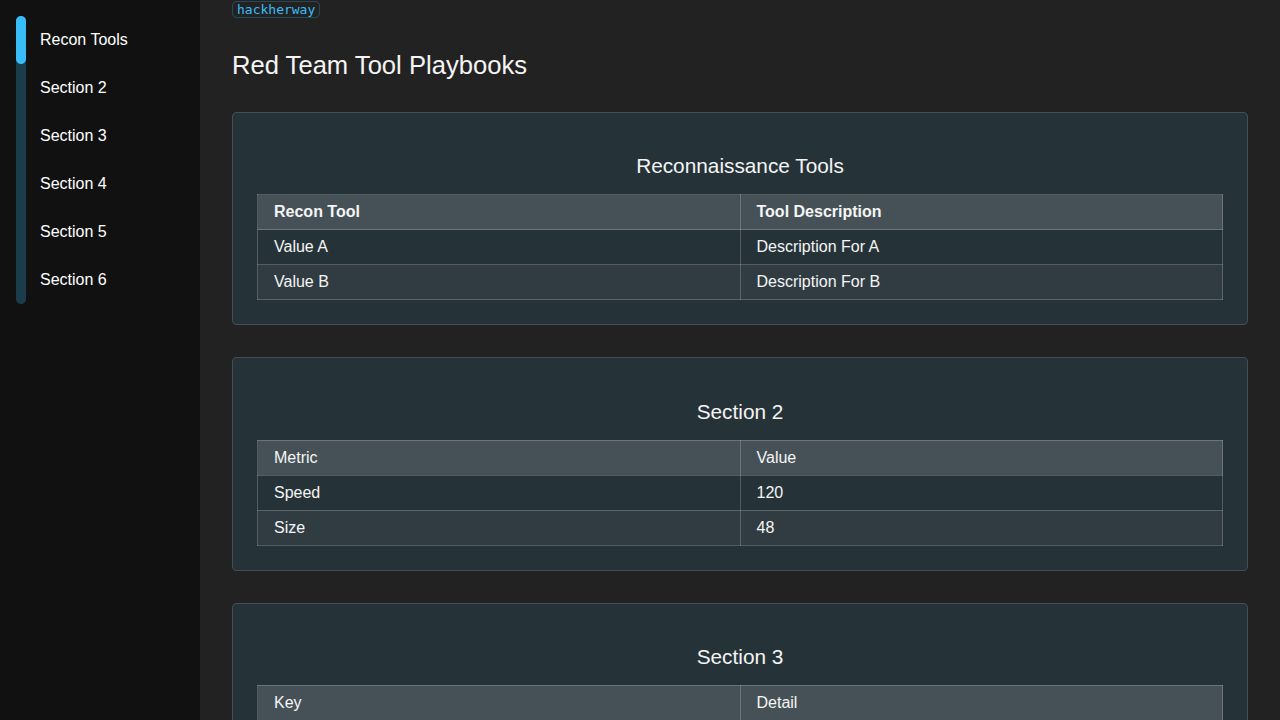 hackherway
Recon Tools
Section 2
Section 3
Section 4
Section 5
Section 6
Red Team Tool Playbooks
Reconnaissance Tools
Recon Tool Tool Description
Value A Description For A
Value B Description For B
Section 2
Metric Value
Speed 120
Size 48
Section 3
Key Detail